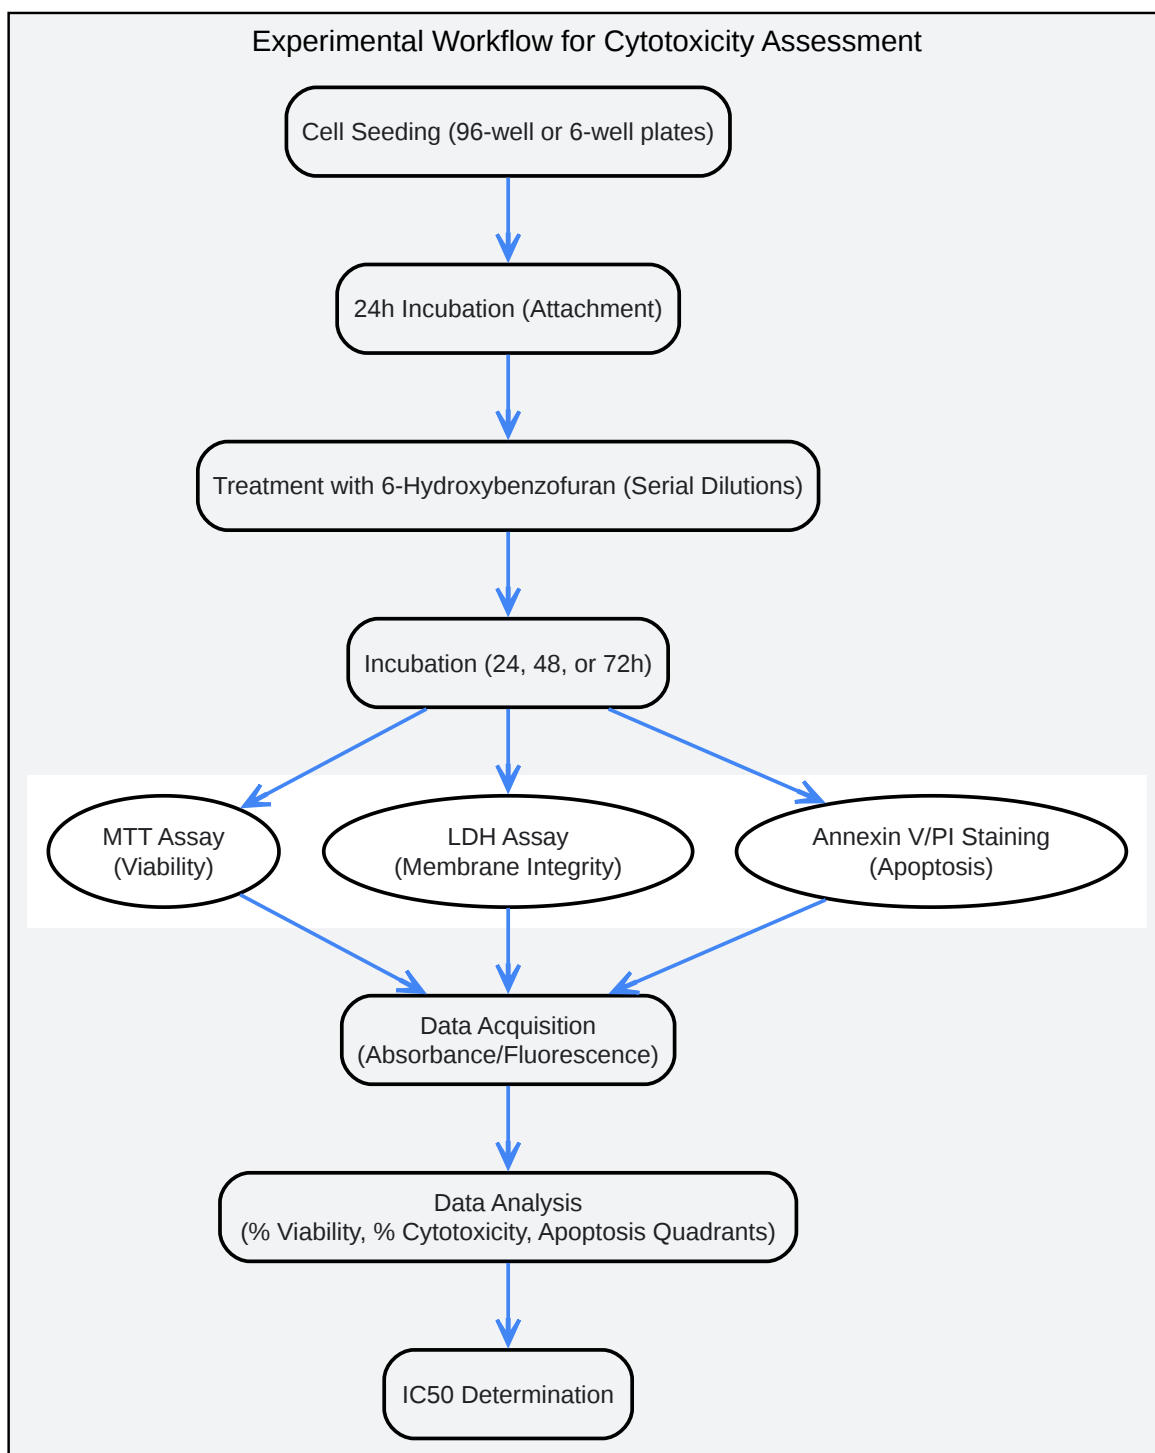 Experimental Workflow for Cytotoxicity Assessment
Cell Seeding (96-well or 6-well plates)
24h Incubation (Attachment)
Treatment with 6-Hydroxybenzofuran (Serial Dilutions)
Incubation (24, 48, or 72h)
MTT Assay
(Viability)
LDH Assay
(Membrane Integrity)
Annexin V/PI Staining
(Apoptosis)
Data Acquisition
(Absorbance/Fluorescence)
Data Analysis
(% Viability, % Cytotoxicity, Apoptosis Quadrants)
IC50 Determination